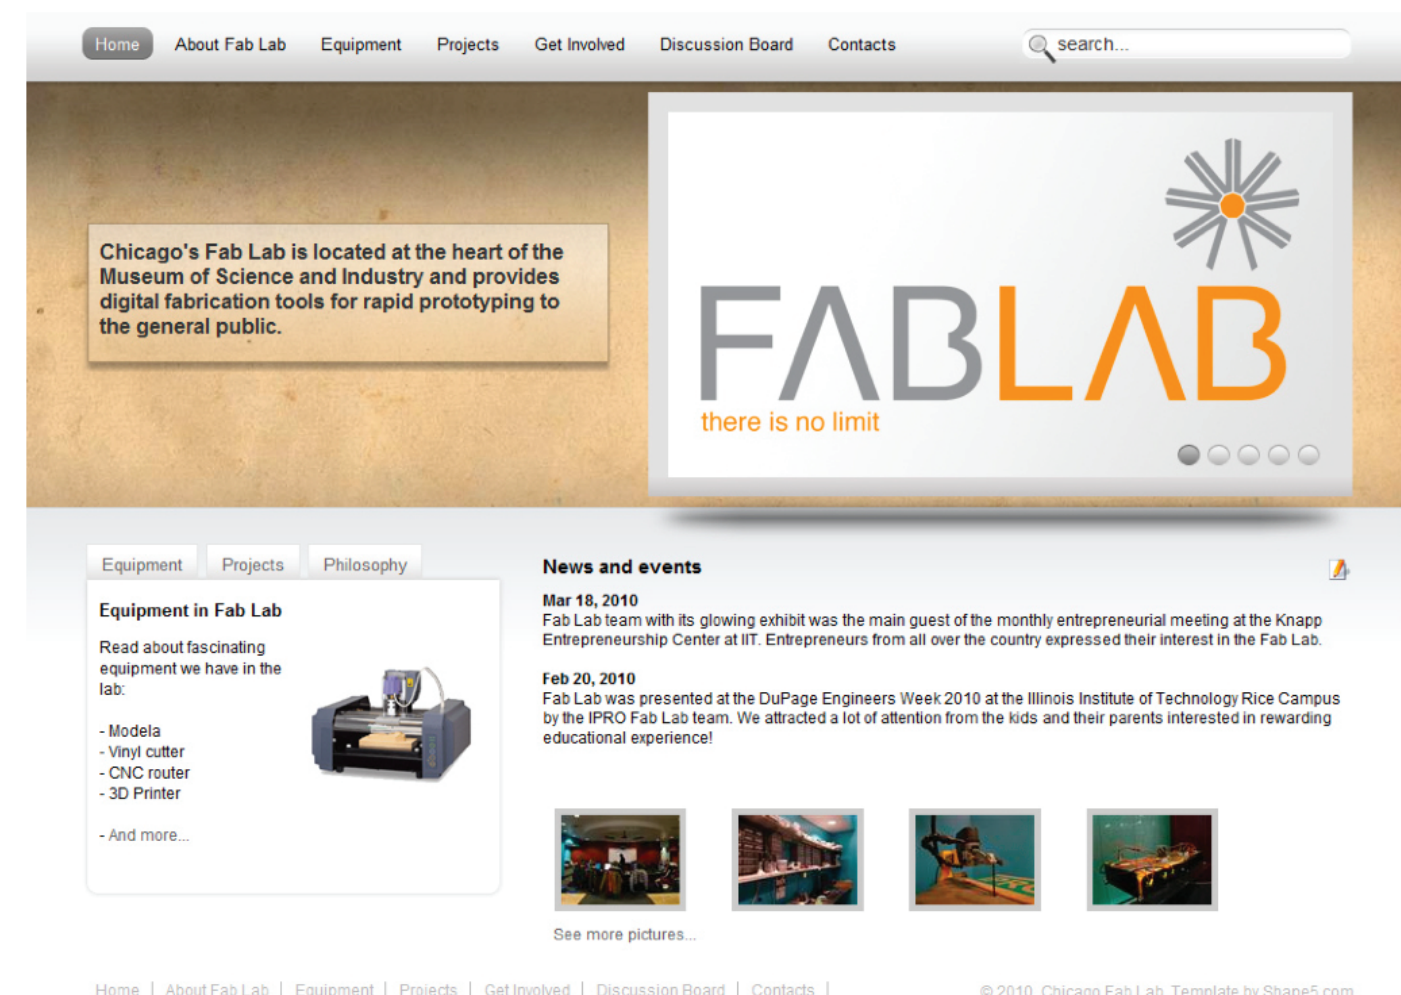 Home About Fab Lab Equipment Projects Get Involved Discussion Board Contacts search...
Chicago's Fab Lab is located at the heart of the
Museum of Science and Industry and provides
digital fabrication tools for rapid prototyping to
the general public.
FABLAB
there is no limit
Equipment Projects Philosophy
Equipment in Fab Lab
Read about fascinating
equipment we have in the
lab:
- Modela
- Vinyl cutter
- CNC router
- 3D Printer
- And more...
News and events
Mar 18, 2010
Fab Lab team with its glowing exhibit was the main guest of the monthly entrepreneurial meeting at the Knapp
Entrepreneurship Center at IIT. Entrepreneurs from all over the country expressed their interest in the Fab Lab.
Feb 20, 2010
Fab Lab was presented at the DuPage Engineers Week 2010 at the Illinois Institute of Technology Rice Campus
by the IPRO Fab Lab team. We attracted a lot of attention from the kids and their parents interested in rewarding
educational experience!
See more pictures...
Home | About Fab Lab | Equipment | Projects | Get Involved | Discussion Board | Contacts |
© 2010 Chicago Fab Lab. Template by Shape5.com